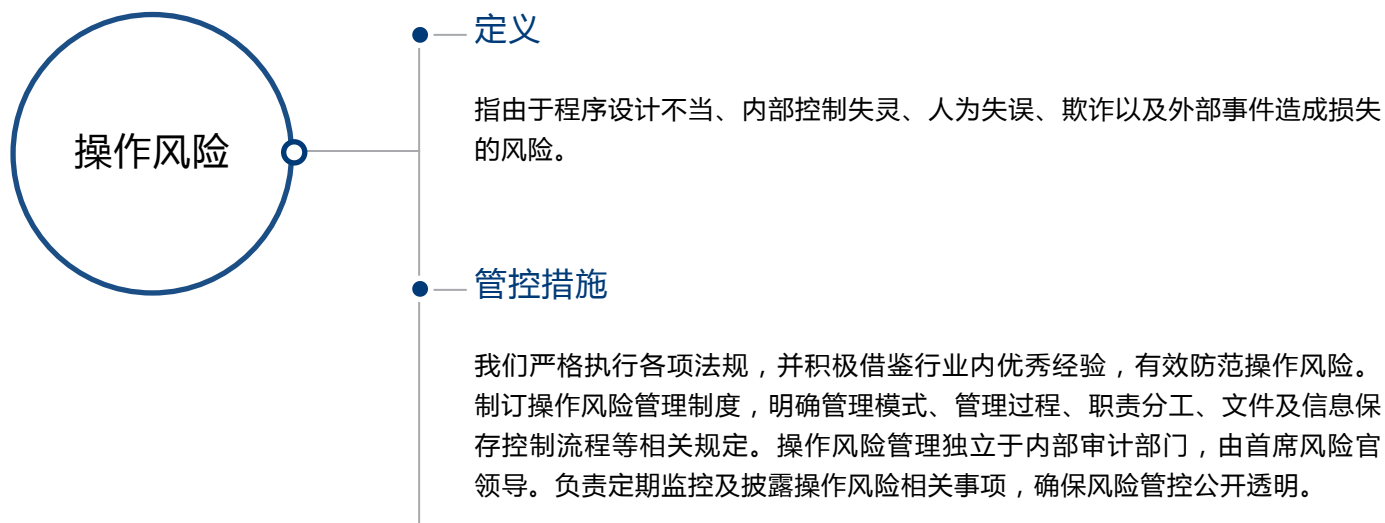 操作风险
定义
指由于程序设计不当、内部控制失灵、人为失误、欺诈以及外部事件造成损失
的风险。
管控措施
我们严格执行各项法规，并积极借鉴行业内优秀经验，有效防范操作风险。
制订操作风险管理制度，明确管理模式、管理过程、职责分工、文件及信息保
存控制流程等相关规定。操作风险管理独立于内部审计部门，由首席风险官
领导。负责定期监控及披露操作风险相关事项，确保风险管控公开透明。